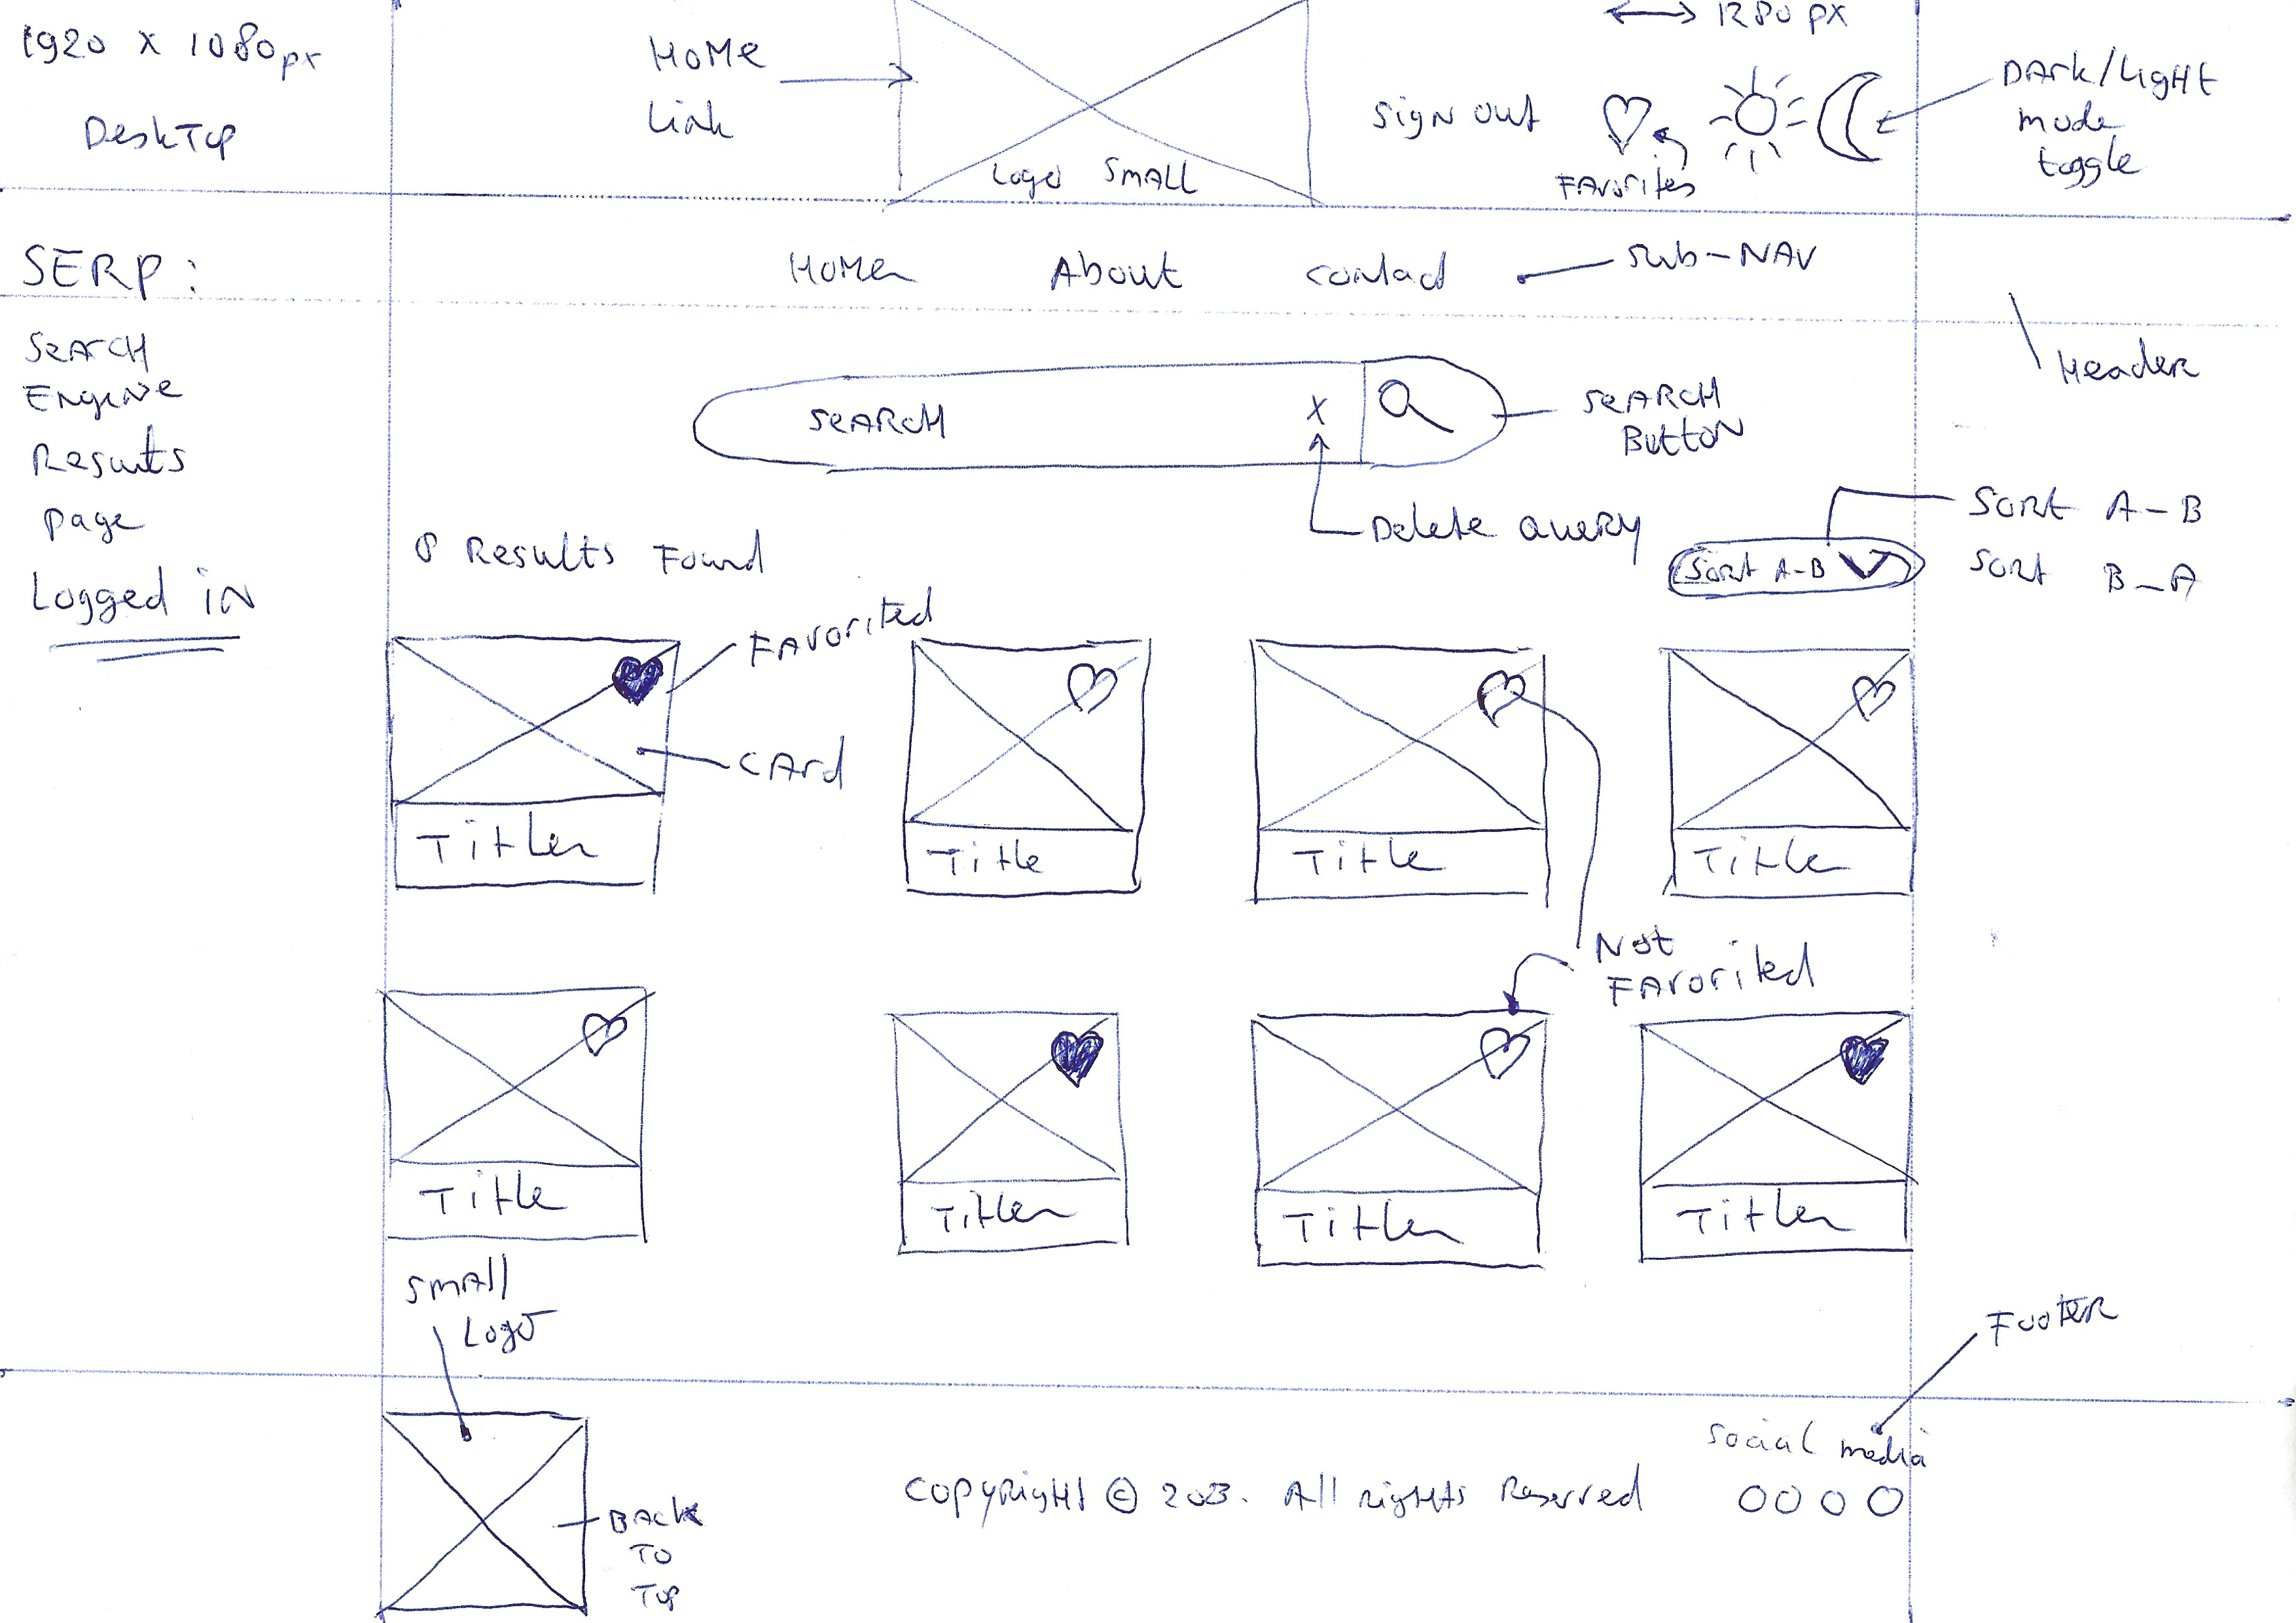 1920 x 1080px
DeskTop
Home
Link
Logo Small
1280 px
Sign out
Favorites
Dark/Light
mode
toggle
SERP:
Search
Engine
Results
page
Logged in
Home
About
Contact
Sub-NAV
Header
Search
X
Search
Button
Delete query
8 Results Found
Sort A-B
Sort A-B
Sort B-A
Favorited
Card
Title
Title
Title
Title
Not
Favorited
Title
Title
Title
Title
Small
Logo
Footer
Back
To
Top
Copyright © 2023. All rights Reserved
Social media